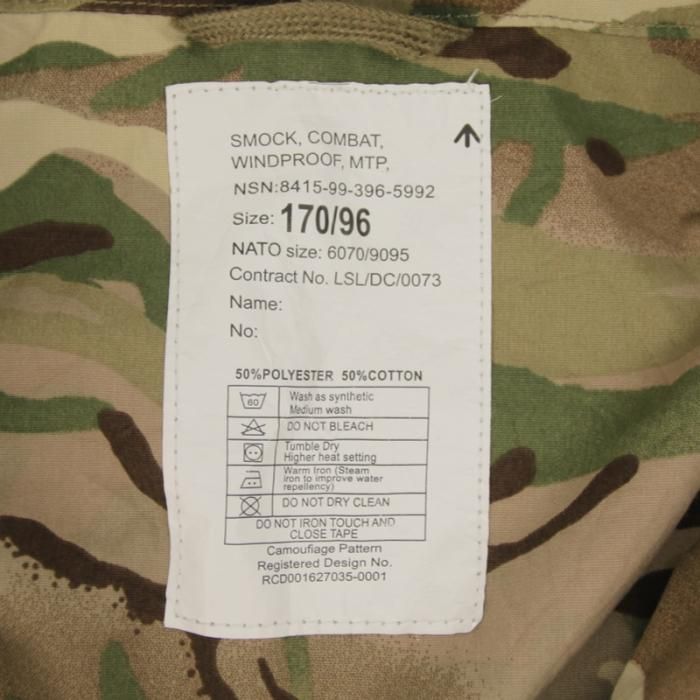 SMOCK, COMBAT,
WINDPROOF, MTP,
NSN:8415-99-396-5992
Size: 170/96
NATO size: 6070/9095
Contract No. LSL/DC/0073
Name:
No:
50%POLYESTER 50%COTTON
60
Wash as synthetic
Medium wash
DO NOT BLEACH
Tumble Dry
Higher heat setting
Warm Iron (Steam
iron to improve water
repellency)
DO NOT DRY CLEAN
DO NOT IRON TOUCH AND
CLOSE TAPE
Camouflage Pattern
Registered Design No.
RCD001627035-0001